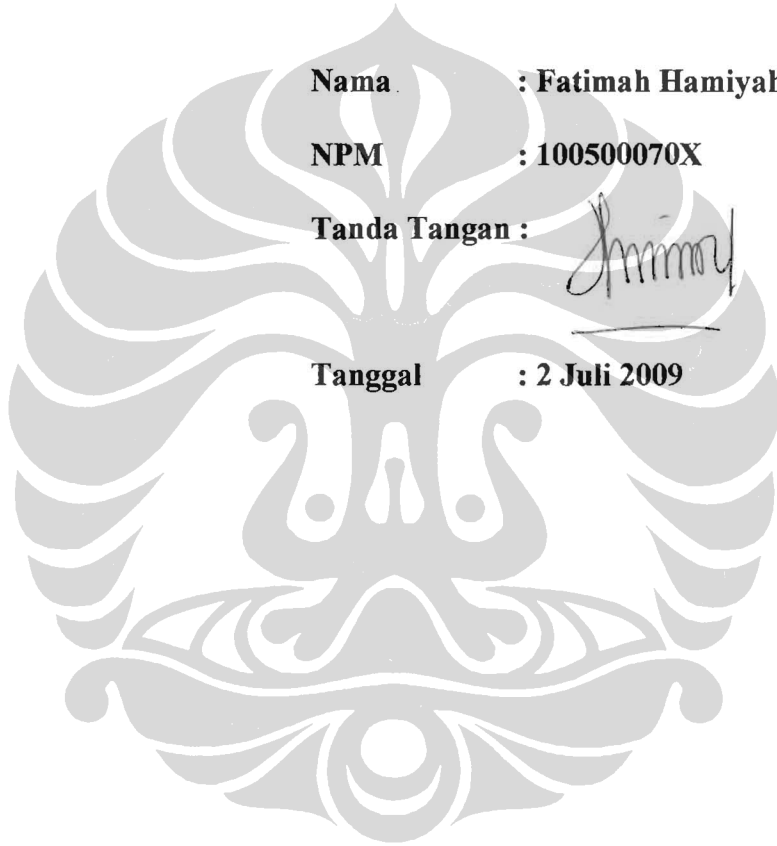 Nama : Fatimah Hamiyah
NPM : 100500070X
Tanda Tangan :
Tanggal : 2 Juli 2009